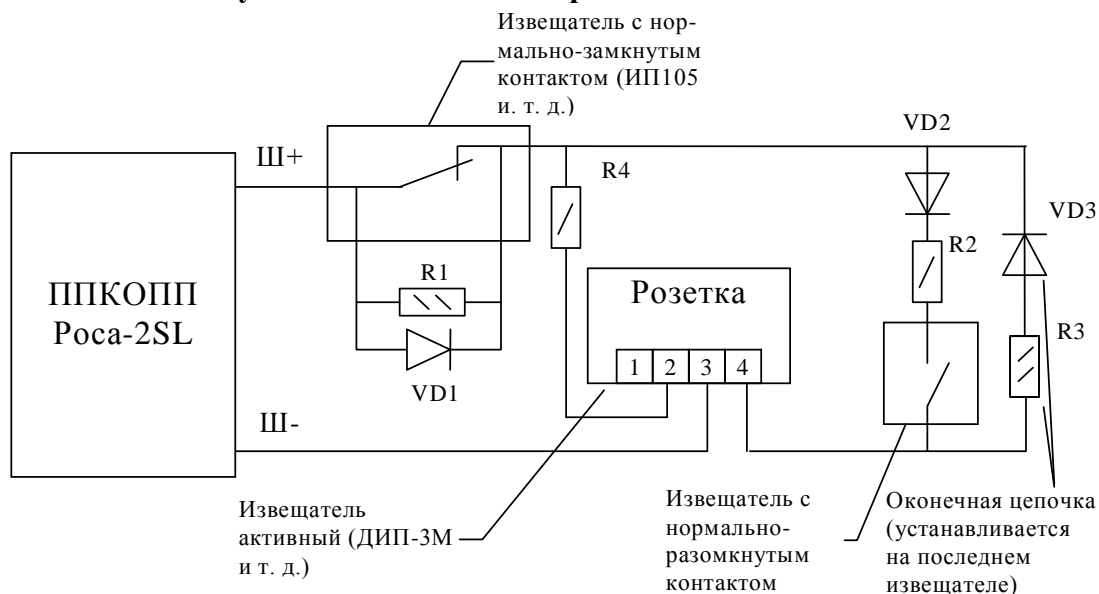 Извещатель с нор-
мально-замкнутым
контактом (ИП105
и. т. д.)
VD2
Ш+
R4
VD3
R2
R1
ППКОПП
Роса-2SL
Розетка
R3
1 2 3 4
VD1
Ш-
Извещатель
активный (ДИП-3М
и т. д.)
Извещатель с
нормально-
разомкнутым
контактом
Оконечная цепочка
(устанавливается
на последнем
извещателе)